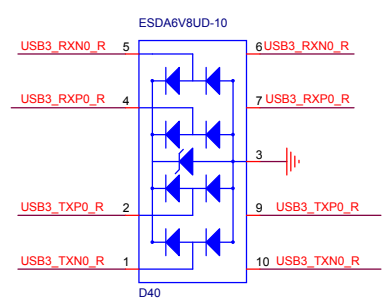 ESDA6V8UD-10
USB3_RXN0_R 5 6 USB3_RXN0_R
USB3_RXP0_R 4 7 USB3_RXP0_R
3
USB3_TXP0_R 2 9 USB3_TXP0_R
USB3_TXN0_R 1 10 USB3_TXN0_R
D40